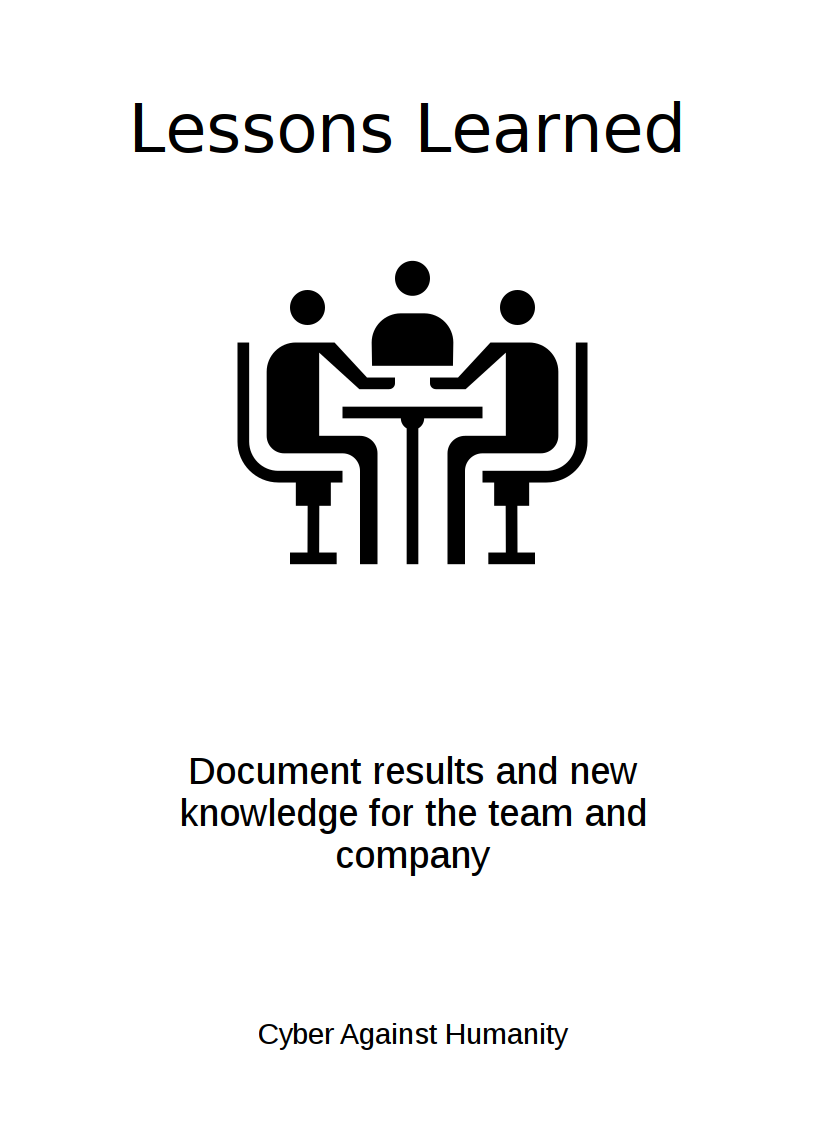 Lessons Learned
Document results and new
knowledge for the team and
company
Cyber Against Humanity